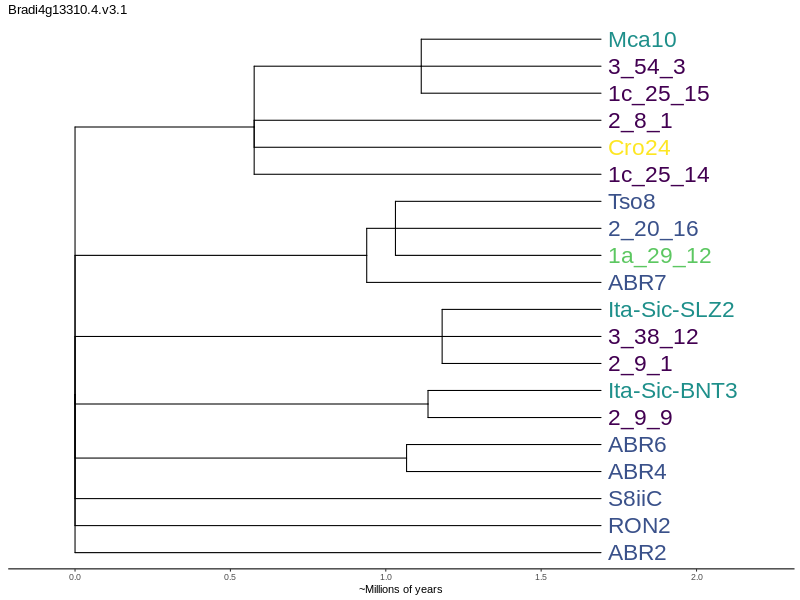 Bradi4g13310.4.v3.1
Mca10
3_54_3
1c_25_15
2_8_1
Cro24
1c_25_14
Tso8
2_20_16
1a_29_12
ABR7
Ita-Sic-SLZ2
3_38_12
2_9_1
Ita-Sic-BNT3
2_9_9
ABR6
ABR4
S8iiC
RON2
ABR2
0.0 0.5 1.0 1.5 2.0
~Millions of years